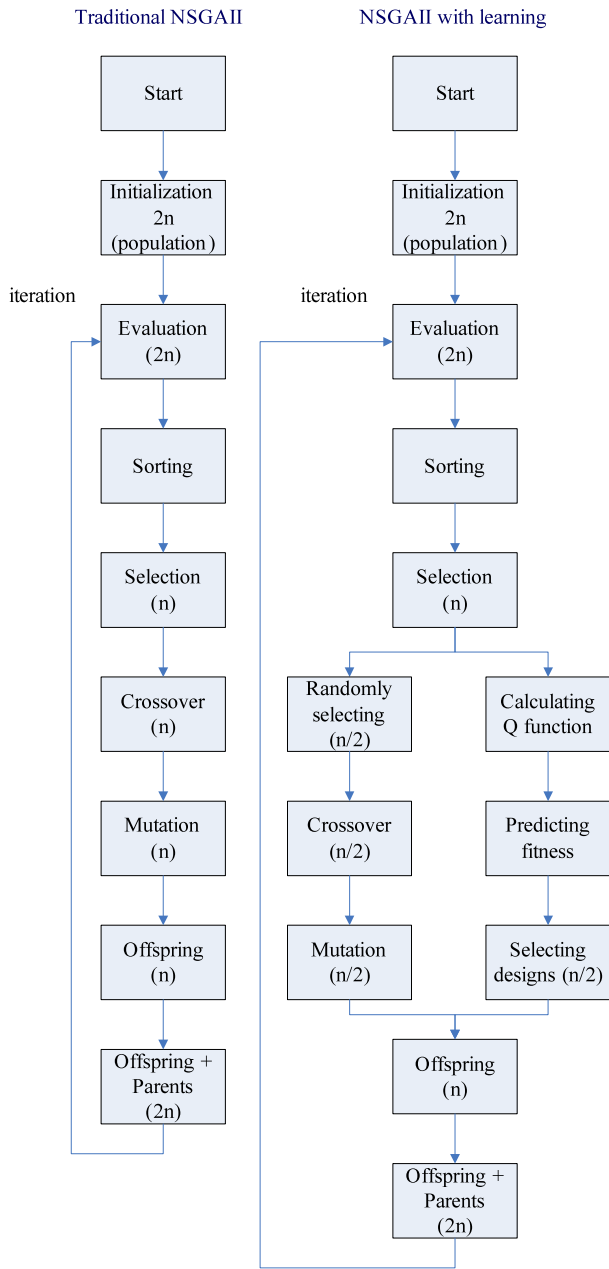 Traditional NSGAII
Start
Initialization
2n
(population)
iteration
Evaluation
(2n)
Sorting
Selection
(n)
Crossover
(n)
Mutation
(n)
Offspring
(n)
Offspring +
Parents
(2n)
NSGAII with learning
Start
Initialization
2n
(population)
iteration
Evaluation
(2n)
Sorting
Selection
(n)
Randomly
selecting
(n/2)
Crossover
(n/2)
Mutation
(n/2)
Calculating
Q function
Predicting
fitness
Selecting
designs (n/2)
Offspring
(n)
Offspring +
Parents
(2n)